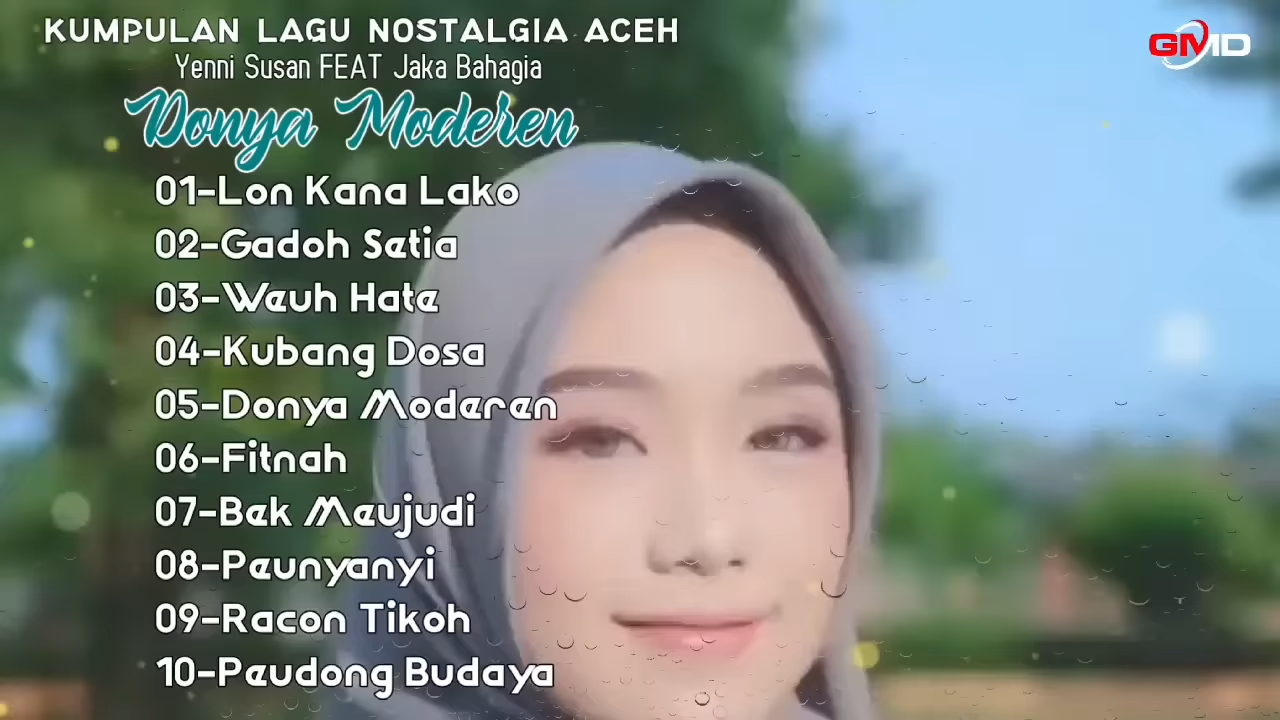 KUMPULAN LAGU NOSTALGIA ACEH
Yenni Susan FEAT Jaka Bahagia
Donya Moderen
01-Lon Kana Lako
02-Gadoh Setia
03-Weuh Hate
04-Kubang Dosa
05-Donya Moderen
06-Fitnah
07-Bek Meujudi
08-Peunyanyi
09-Racon Tikoh
10-Peudong Budaya
GMD